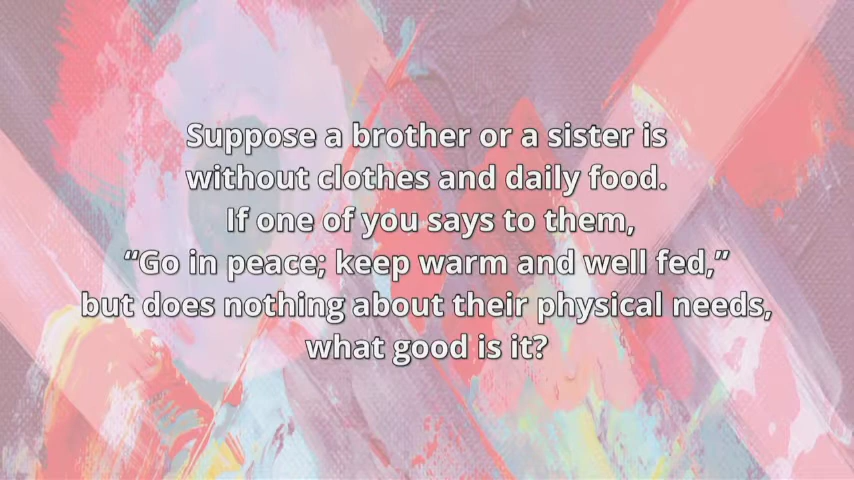 Suppose a brother or a sister is
without clothes and daily food.
If one of you says to them,
“Go in peace; keep warm and well fed,”
but does nothing about their physical needs,
what good is it?